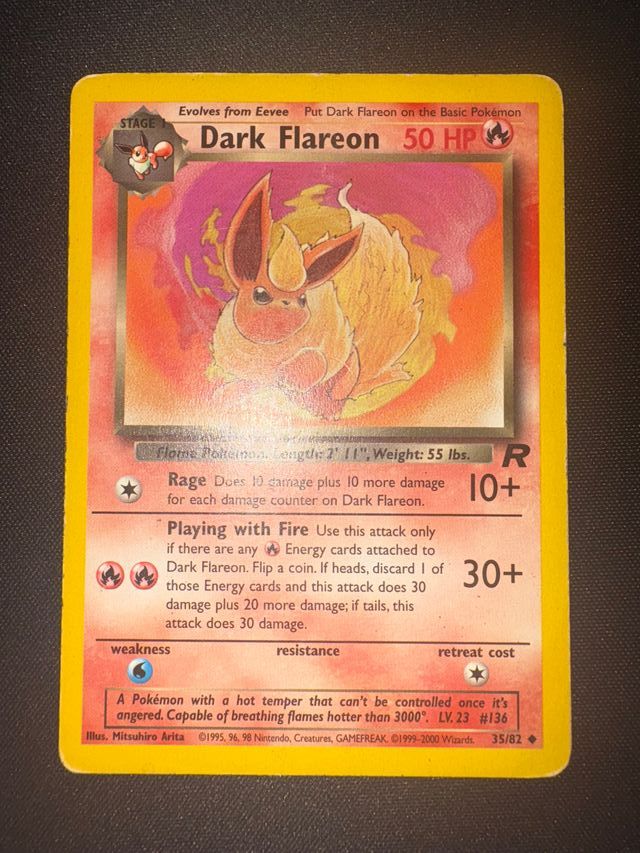 Evolves from Eevee Put Dark Flareon on the Basic Pokémon
STAGE 1
Dark Flareon 50 HP
Flame Pokémon. Length: 2' 11", Weight: 55 lbs.
R
Rage Does 10 damage plus 10 more damage
for each damage counter on Dark Flareon.
10+
Playing with Fire Use this attack only
if there are any Energy cards attached to
Dark Flareon. Flip a coin. If heads, discard 1 of
those Energy cards and this attack does 30
damage plus 20 more damage; if tails, this
attack does 30 damage.
30+
weakness resistance retreat cost
A Pokémon with a hot temper that can't be controlled once it's
angered. Capable of breathing flames hotter than 3000°. LV. 23 #136
Illus. Mitsuhiro Arita ©1995, 96, 98 Nintendo, Creatures, GAMEFREAK. ©1999-2000 Wizards. 35/82